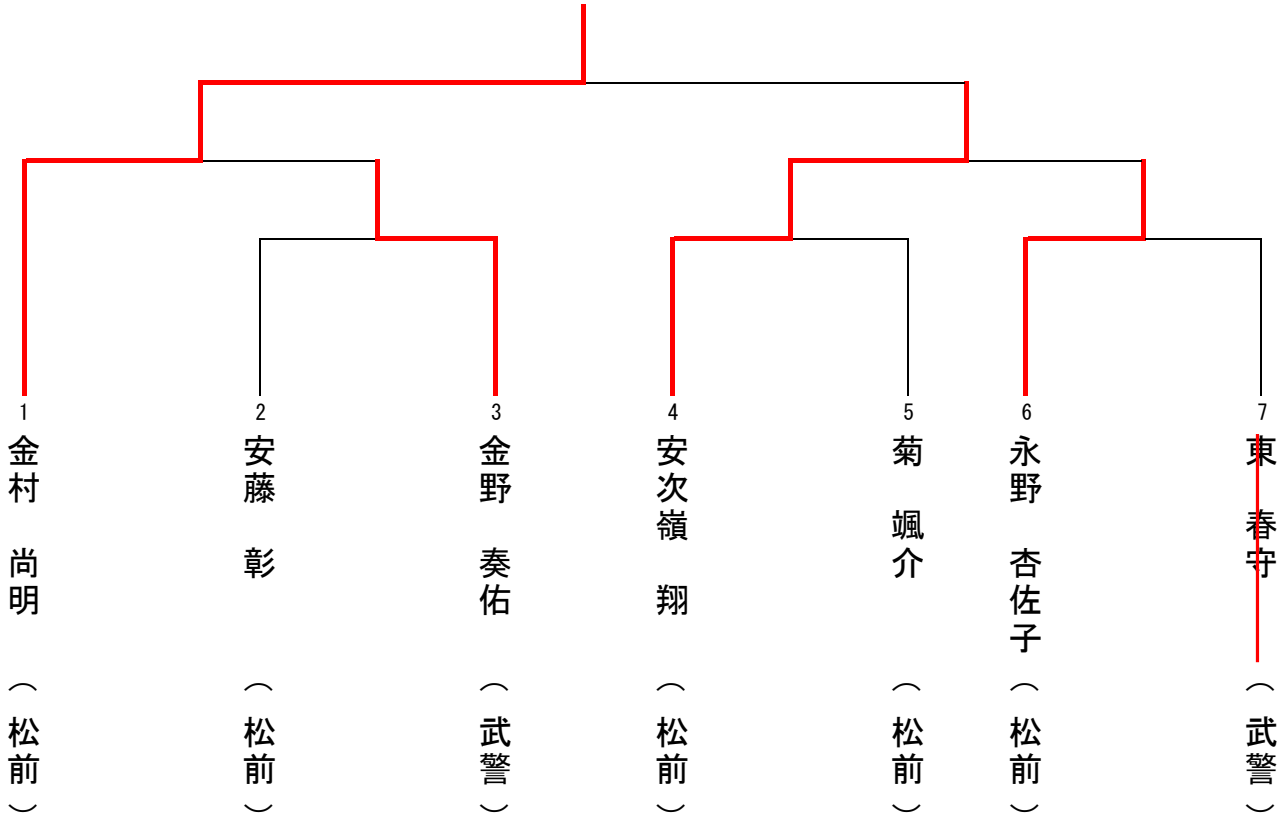 1
金村 尚明 (松前)
2
安藤 彰 (松前)
3
金野 奏佑 (武警)
4
安次嶺 翔 (松前)
5
菊 颯介 (松前)
6
永野 杏佐子 (松前)
7
東 春守 (武警)